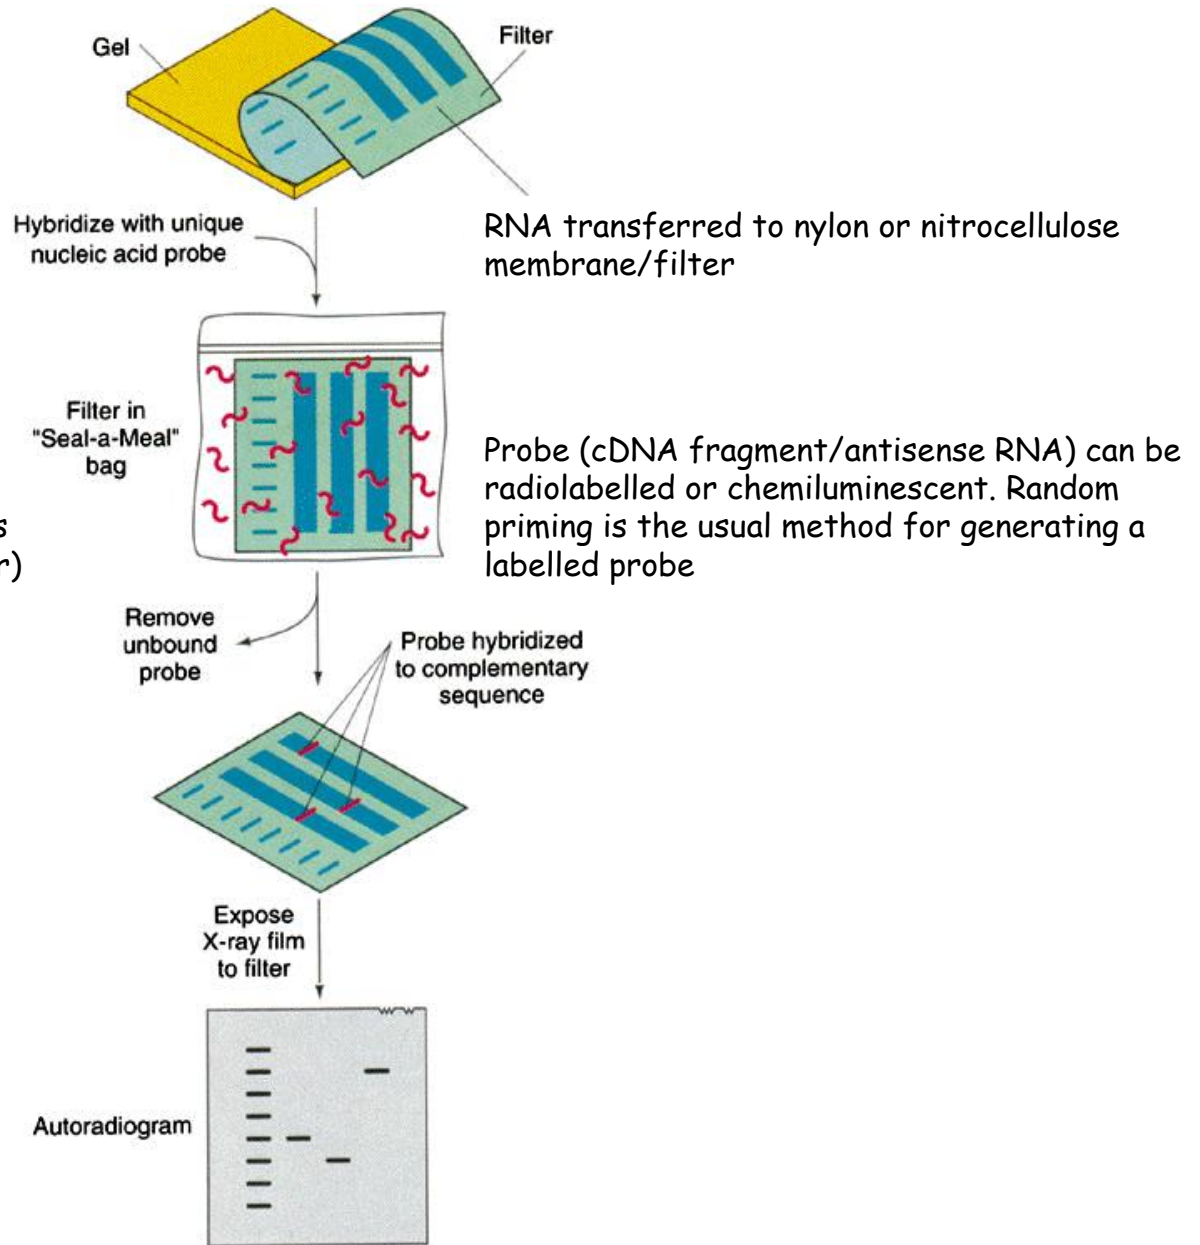 Gel
Filter
Hybridize with unique
nucleic acid probe
RNA transferred to nylon or nitrocellulose
membrane/filter
Filter in
"Seal-a-Meal"
bag
Probe (cDNA fragment/antisense RNA) can be
radiolabelled or chemiluminescent. Random
priming is the usual method for generating a
labelled probe
s
r)
Remove
unbound
probe
Probe hybridized
to complementary
sequence
Expose
X-ray film
to filter
Autoradiogram